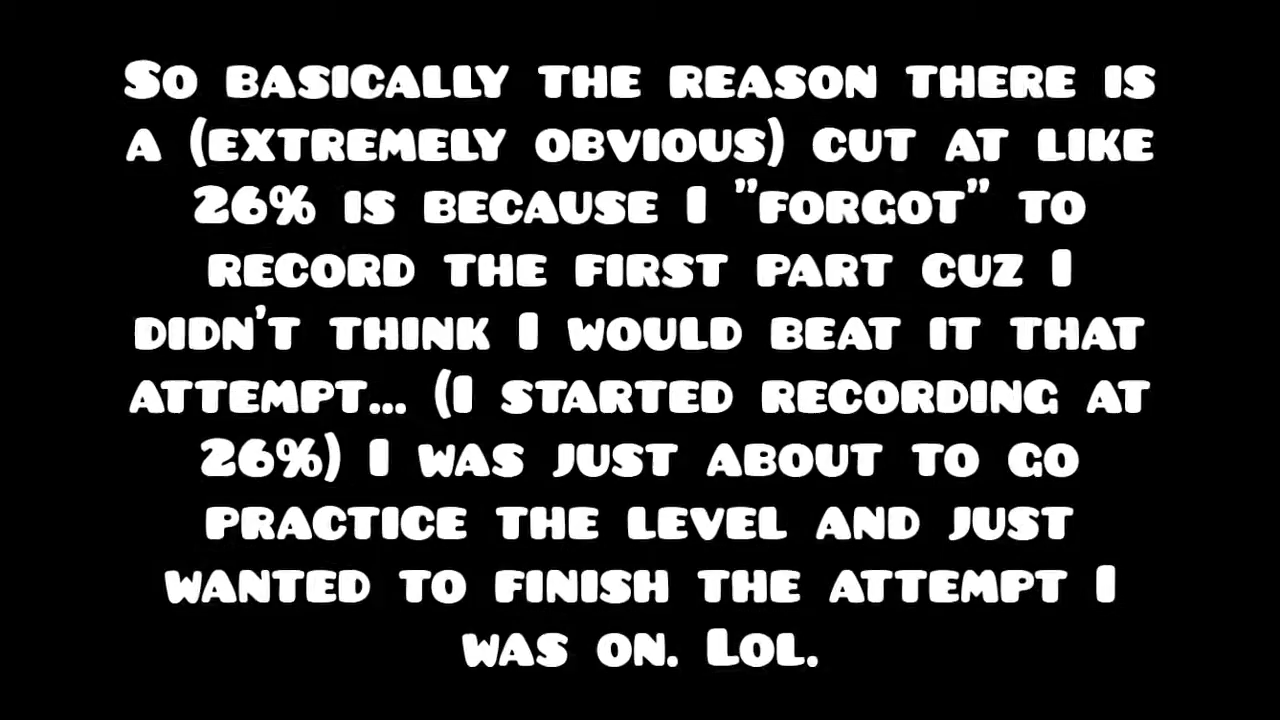 So basically the reason there is
a (extremely obvious) cut at like
26% is because I "forgot" to
record the first part cuz I
didn't think I would beat it that
attempt... (I started recording at
26%) I was just about to go
practice the level and just
wanted to finish the attempt I
was on. Lol.